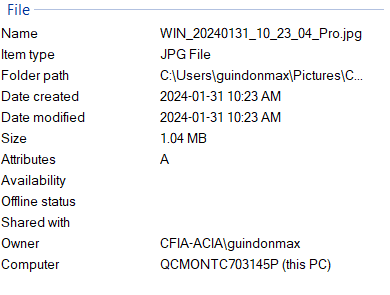 File
Name WIN_20240131_10_23_04_Pro.jpg
Item type JPG File
Folder path C:\Users\guindonmax\Pictures\C...
Date created 2024-01-31 10:23 AM
Date modified 2024-01-31 10:23 AM
Size 1.04 MB
Attributes A
Availability
Offline status
Shared with
Owner CFIA-ACIA\guindonmax
Computer QCMONTC703145P (this PC)